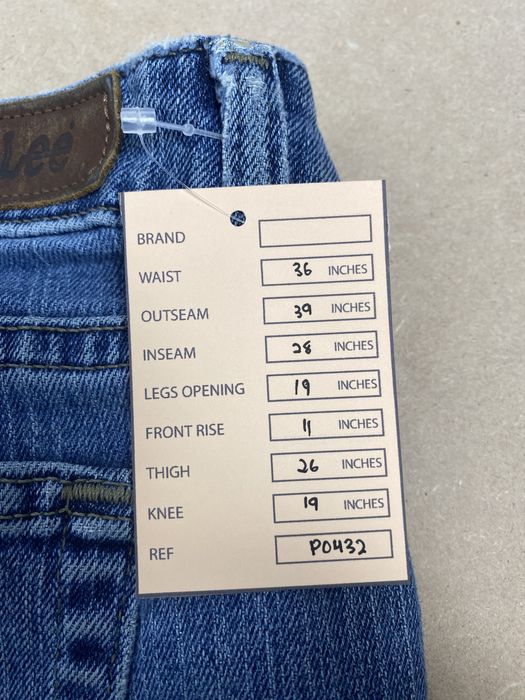 Lee
BRAND
WAIST 36 INCHES
OUTSEAM 39 INCHES
INSEAM 28 INCHES
LEGS OPENING 19 INCHES
FRONT RISE 11 INCHES
THIGH 26 INCHES
KNEE 19 INCHES
REF P0432